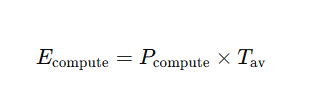 E_compute = P_compute × T_av